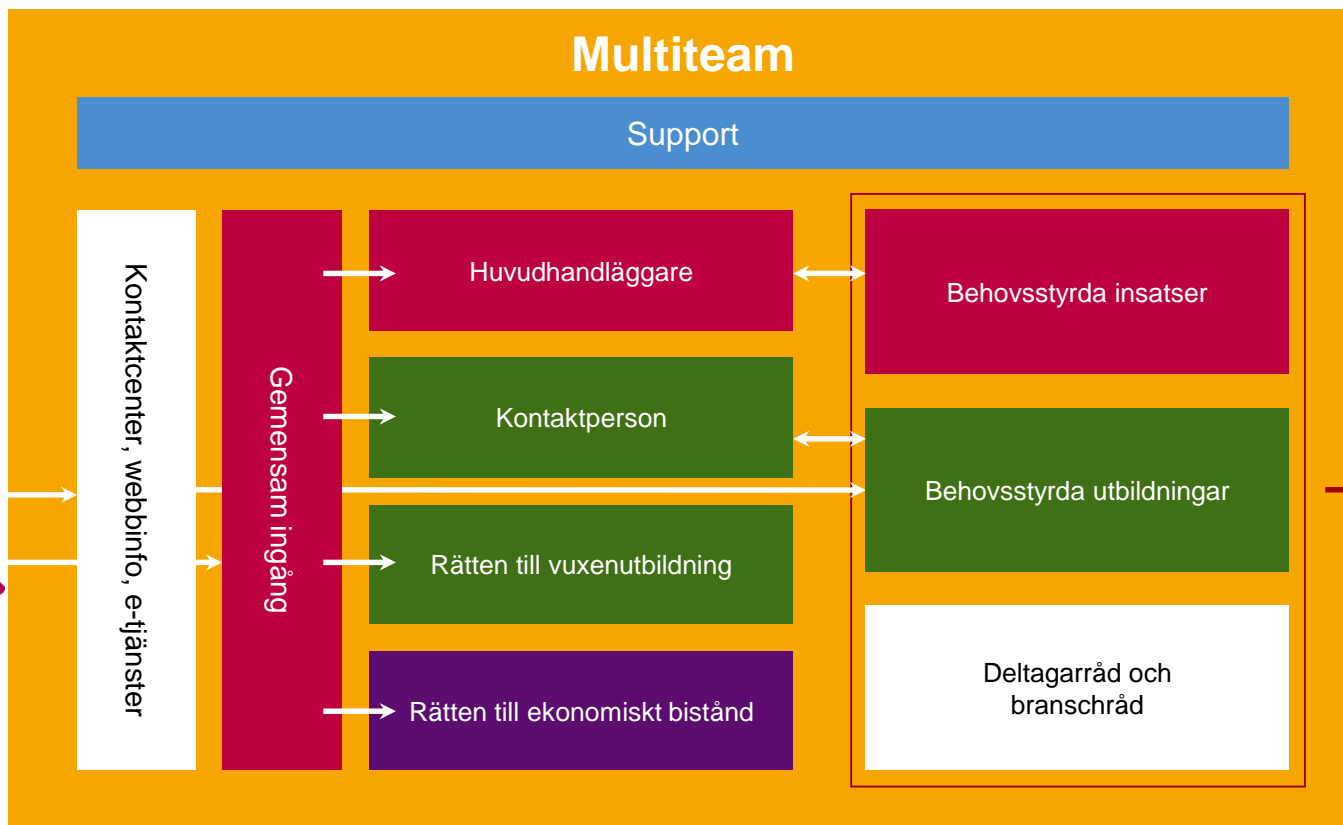 Multiteam
Support
Kontaktcenter, webbinfo, e-tjänster
Gemensam ingång
Huvudhandläggare
Kontaktperson
Rätten till vuxenutbildning
Rätten till ekonomiskt bistånd
Behovsstyrda insatser
Behovsstyrda utbildningar
Deltagarråd och
branschråd